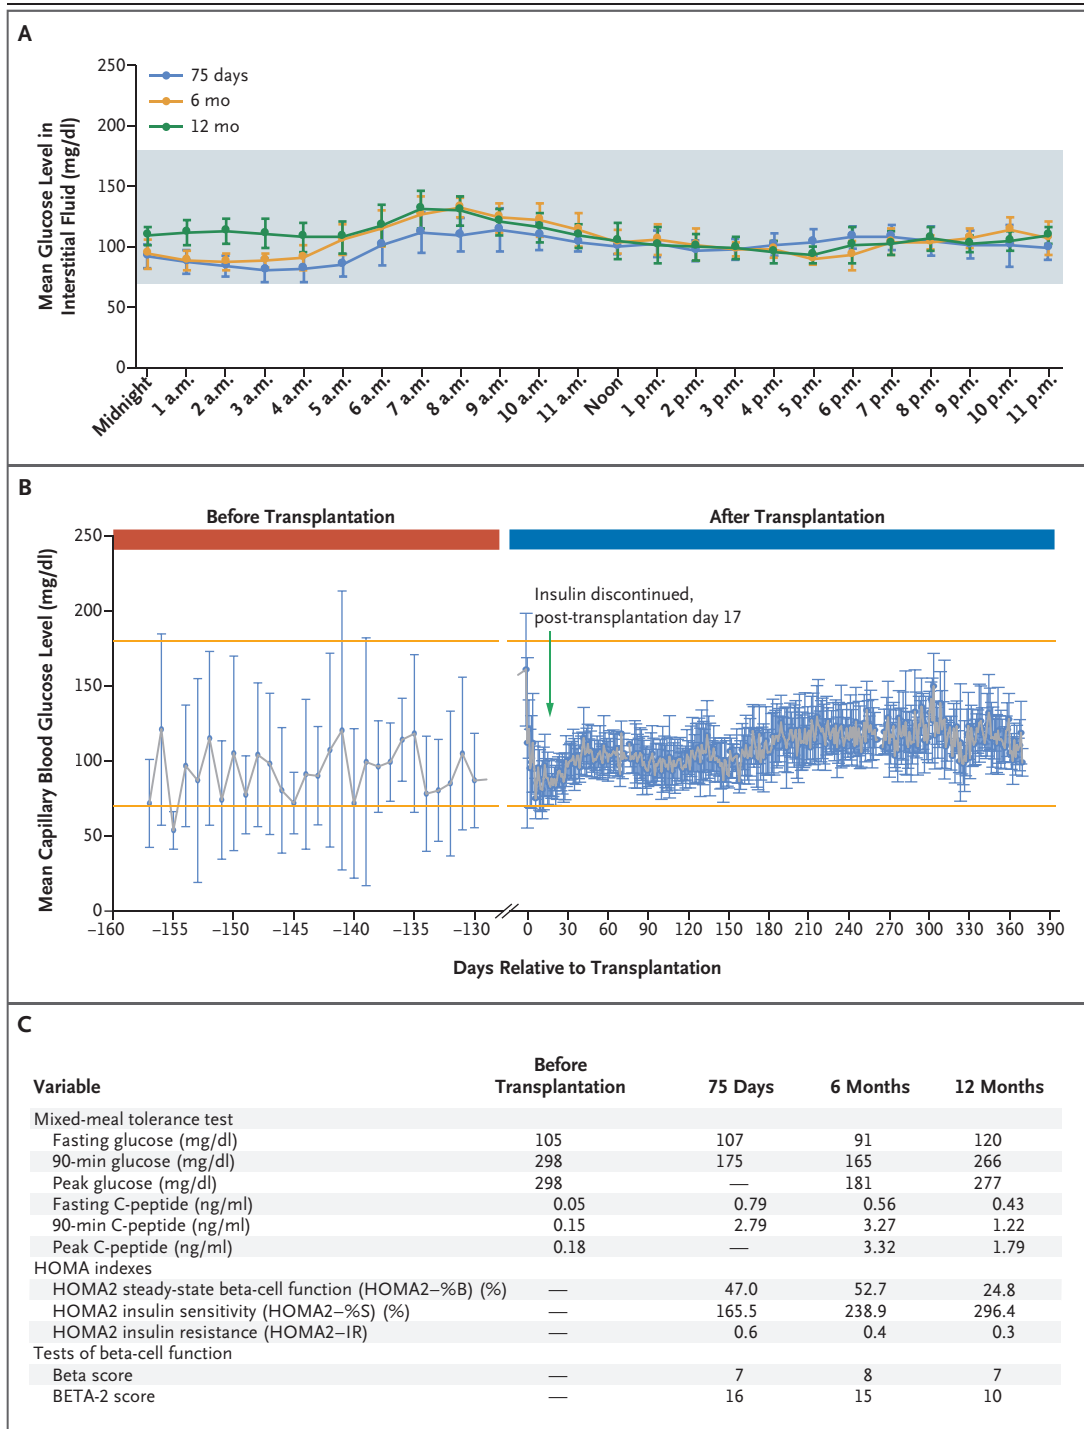 A
250
200
150
100
50
0
Mean Glucose Level in
Interstitial Fluid (mg/dl)
75 days
6 mo
12 mo
Midnight
1 a.m.
2 a.m.
3 a.m.
4 a.m.
5 a.m.
6 a.m.
7 a.m.
8 a.m.
9 a.m.
10 a.m.
11 a.m.
Noon
1 p.m.
2 p.m.
3 p.m.
4 p.m.
5 p.m.
6 p.m.
7 p.m.
8 p.m.
9 p.m.
10 p.m.
11 p.m.
B
Before Transplantation
After Transplantation
250
200
150
100
50
0
Mean Capillary Blood Glucose Level (mg/dl)
Insulin discontinued,
post-transplantation day 17
–160 –155 –150 –145 –140 –135 –130 0 30 60 90 120 150 180 210 240 270 300 330 360 390
Days Relative to Transplantation
C
Variable Before Transplantation 75 Days 6 Months 12 Months
Mixed-meal tolerance test
Fasting glucose (mg/dl) 105 107 91 120
90-min glucose (mg/dl) 298 175 165 266
Peak glucose (mg/dl) 298 — 181 277
Fasting C-peptide (ng/ml) 0.05 0.79 0.56 0.43
90-min C-peptide (ng/ml) 0.15 2.79 3.27 1.22
Peak C-peptide (ng/ml) 0.18 — 3.32 1.79
HOMA indexes
HOMA2 steady-state beta-cell function (HOMA2–%B) (%) — 47.0 52.7 24.8
HOMA2 insulin sensitivity (HOMA2–%S) (%) — 165.5 238.9 296.4
HOMA2 insulin resistance (HOMA2–IR) — 0.6 0.4 0.3
Tests of beta-cell function
Beta score — 7 8 7
BETA-2 score — 16 15 10